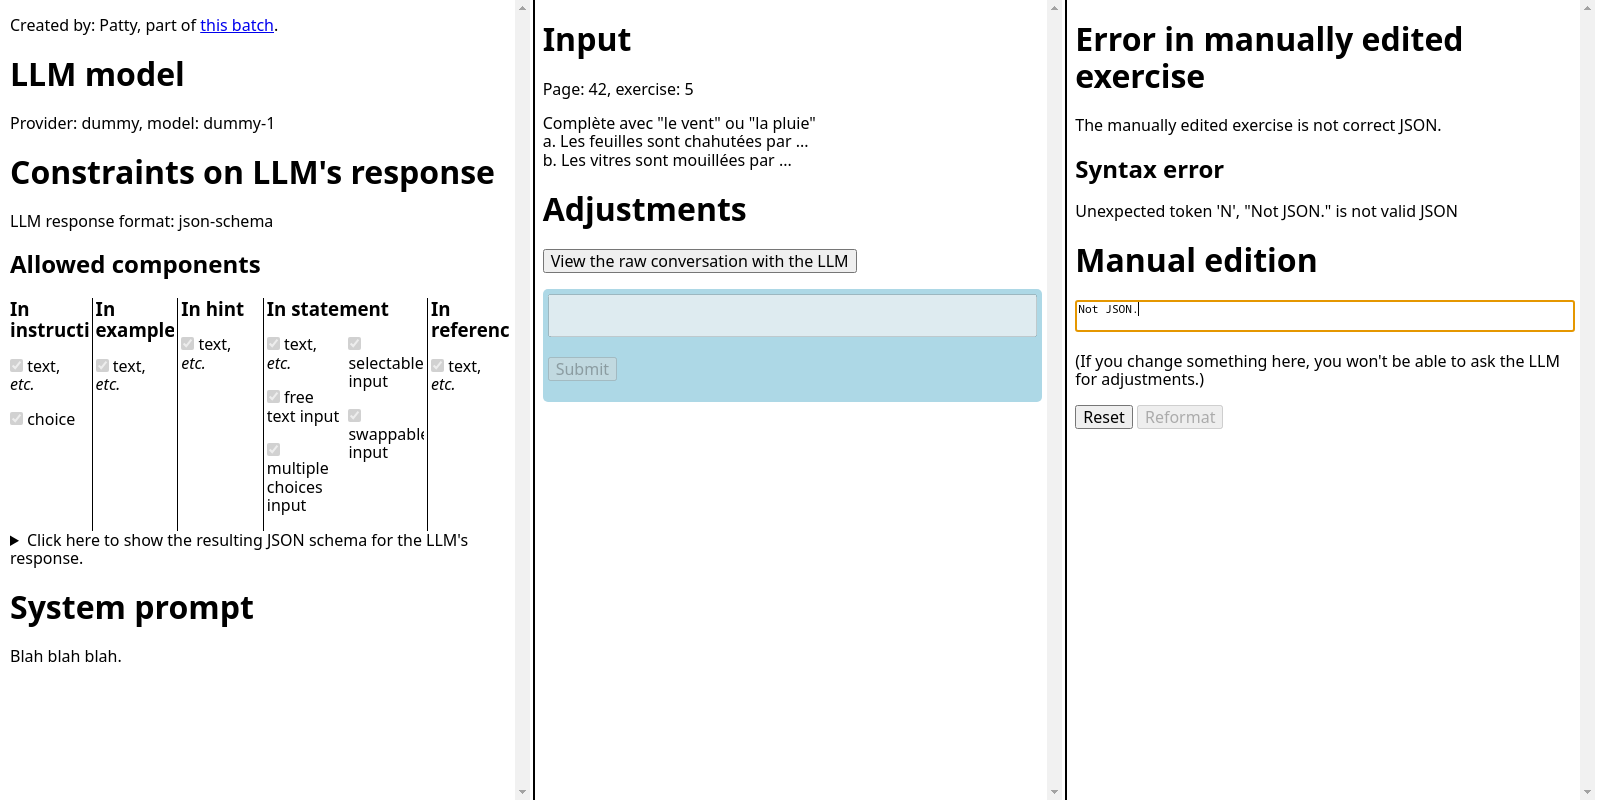 Created by: Patty, part of this batch.
LLM model
Provider: dummy, model: dummy-1
Constraints on LLM's response
LLM response format: json-schema
Allowed components
In
instructi
text,
etc.
choice
In
example
text,
etc.
In hint
text,
etc.
In statement
text,
etc.
free
text input
multiple
choices
input
selectable
input
swappable
input
In
referenc
text,
etc.
Click here to show the resulting JSON schema for the LLM's
response.
System prompt
Blah blah blah.
Input
Page: 42, exercise: 5
Complète avec "le vent" ou "la pluie"
a. Les feuilles sont chahutées par ...
b. Les vitres sont mouillées par ...
Adjustments
View the raw conversation with the LLM
Submit
Error in manually edited
exercise
The manually edited exercise is not correct JSON.
Syntax error
Unexpected token 'N', "Not JSON." is not valid JSON
Manual edition
Not JSON.
(If you change something here, you won't be able to ask the LLM
for adjustments.)
Reset Reformat